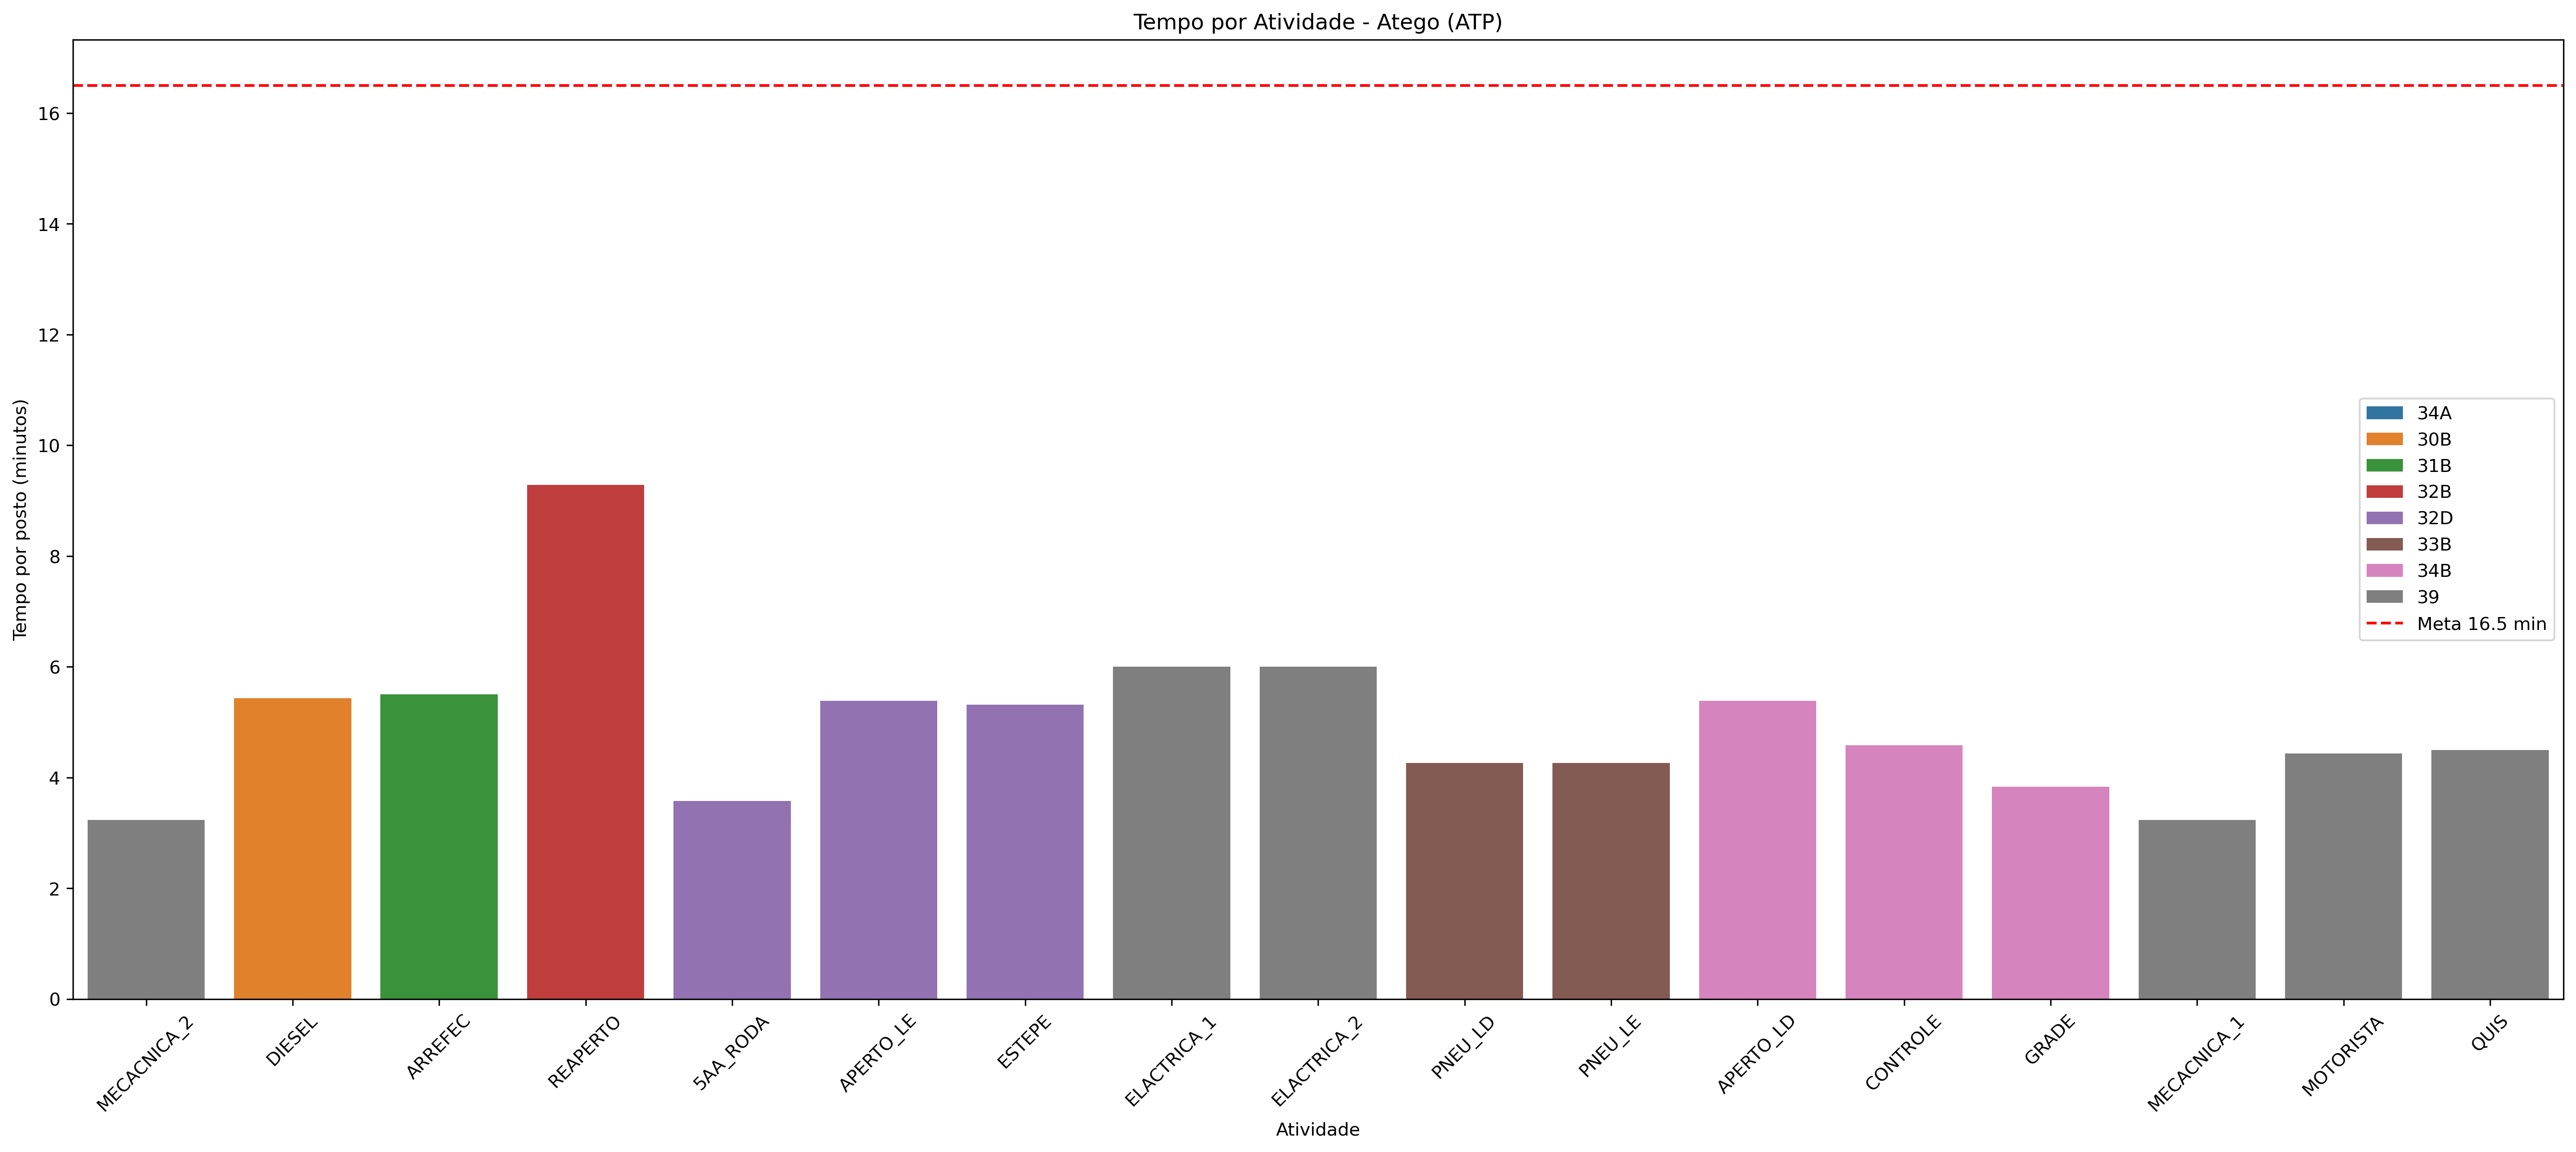 Tempo por Atividade - Atego (ATP)
Tempo por posto (minutos)
16
14
12
10
8
6
4
2
0
34A
30B
31B
32B
32D
33B
34B
39
Meta 16.5 min
MECACNICA_2
DIESEL
ARREFEC
REAPERTO
5AA_RODA
APERTO_LE
ESTEPE
ELACTRICA_1
ELACTRICA_2
PNEU_LD
PNEU_LE
APERTO_LD
CONTROLE
GRADE
MECACNICA_1
MOTORISTA
QUIS
Atividade